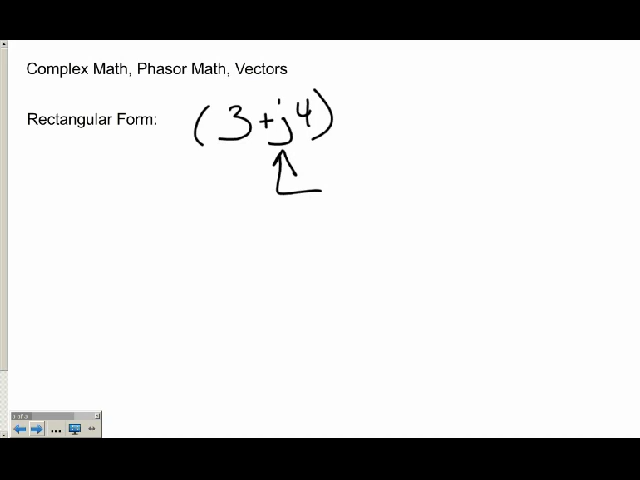 Complex Math, Phasor Math, Vectors
Rectangular Form: (3+j4)